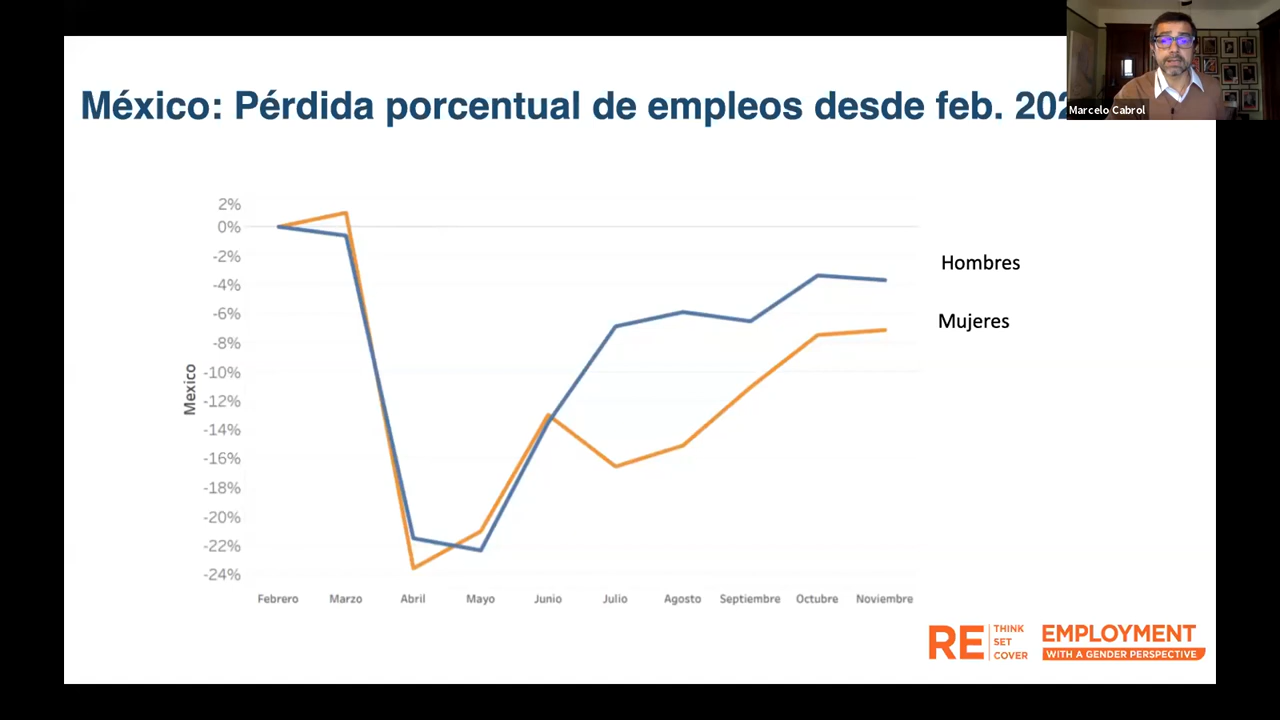 México: Pérdida porcentual de empleos desde feb.
Marcelo Cabrol
2%
0%
-2%
-4%
-6%
-8%
-10%
-12%
-14%
-16%
-18%
-20%
-22%
-24%
Mexico
Hombres
Mujeres
Febrero Marzo Abril Mayo Junio Julio Agosto Septiembre Octubre Noviembre
RE THINK SET COVER
EMPLOYMENT
WITH A GENDER PERSPECTIVE